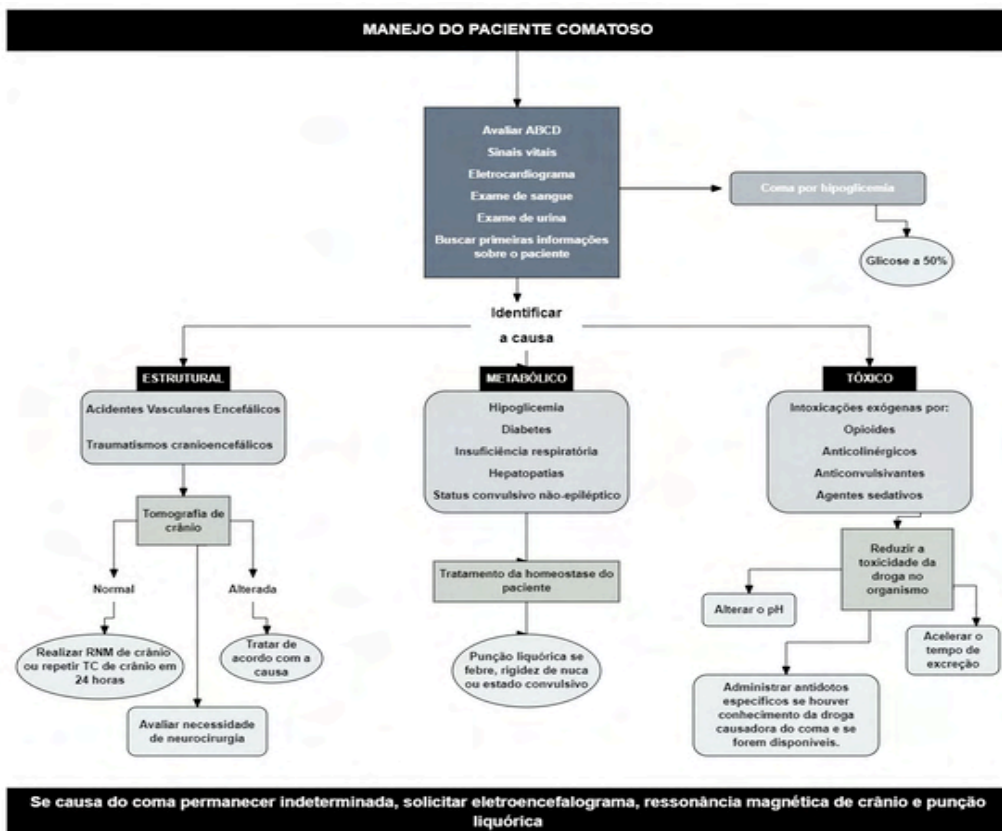 MANEJO DO PACIENTE COMATOSO
Avaliar ABCD
Sinais vitais
Eletrocardiograma
Exame de sangue
Exame de urina
Buscar primeiras informações
sobre o paciente
Coma por hipoglicemia
Glicose a 50%
Identificar
a causa
ESTRUTURAL
Acidentes Vasculares Encefálicos
Traumatismos cranioencefálicos
Tomografia de
crânio
Normal
Alterada
Realizar RNM de crânio
ou repetir TC de crânio em
24 horas
Tratar de
acordo com a
causa
Avaliar necessidade
de neurocirurgia
METABÓLICO
Hipoglicemia
Diabetes
Insuficiência respiratória
Hepatopatias
Status convulsivo não-epiléptico
Tratamento da homeostase do
paciente
Punção liquórica se
febre, rigidez de nuca
ou estado convulsivo
TÓXICO
Intoxicações exógenas por:
Opioides
Anticolinérgicos
Anticonvulsivantes
Agentes sedativos
Reduzir a
toxicidade da
droga no
organismo
Alterar o pH
Acelerar o
tempo de
excreção
Administrar antídotos
específicos se houver
conhecimento da droga
causadora do coma e se
forem disponíveis.
Se causa do coma permanecer indeterminada, solicitar eletroencefalograma, ressonância magnética de crânio e punção
liquórica